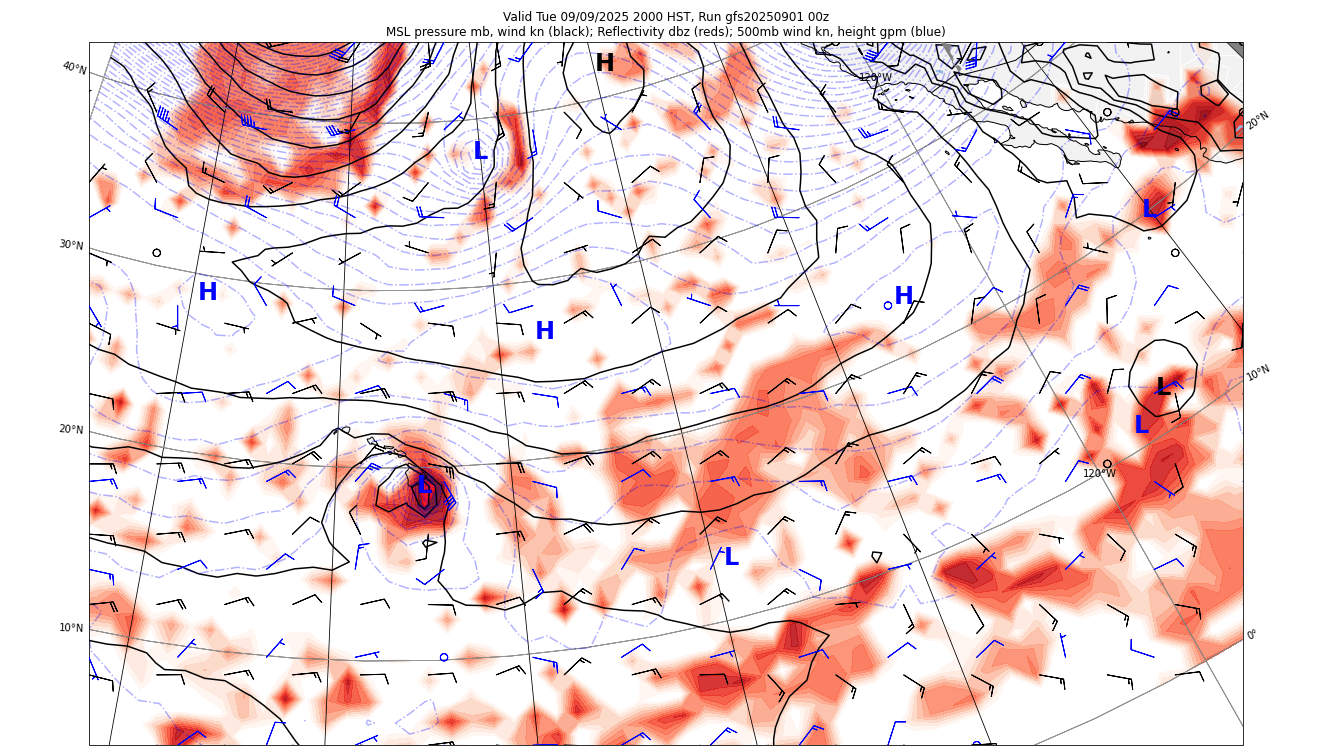 Valid Tue 09/09/2025 2000 HST, Run gfs20250901 00z
MSL pressure mb, wind kn (black); Reflectivity dbz (reds); 500mb wind kn, height gpm (blue)
H
40°N
120°W
20°N
L
L
30°N
H
H
H
10°N
L
20°N
L
120°W
L
L
10°N
0°